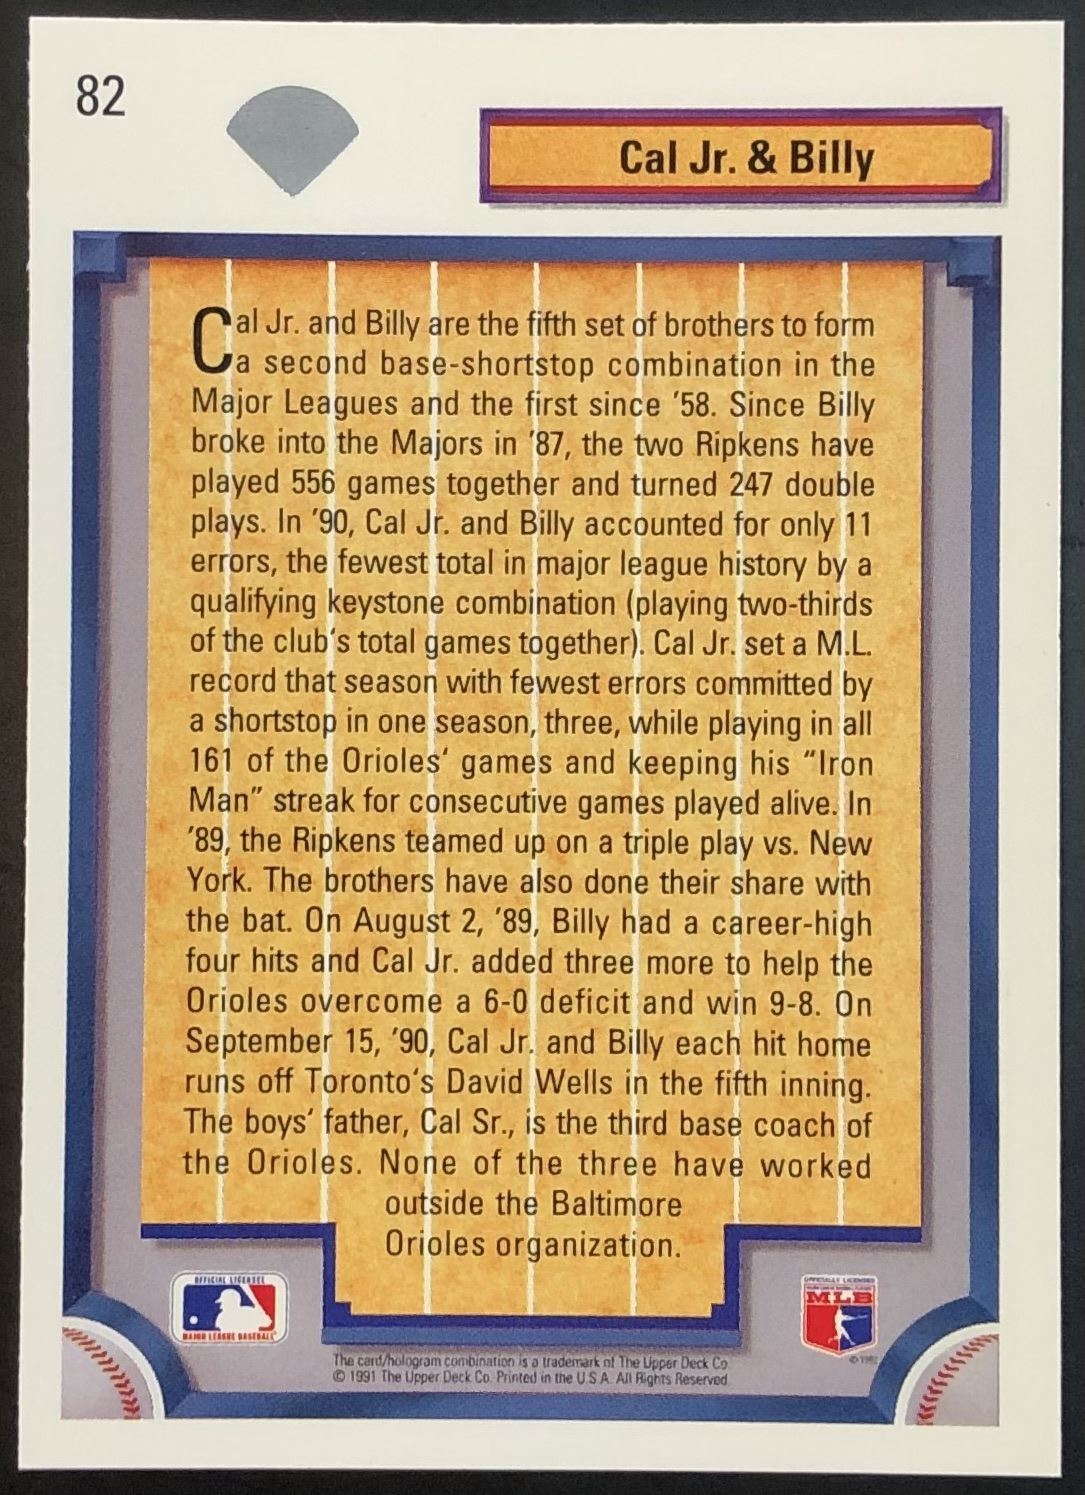 82
Cal Jr. & Billy
Cal Jr. and Billy are the fifth set of brothers to form
a second base-shortstop combination in the
Major Leagues and the first since '58. Since Billy
broke into the Majors in '87, the two Ripkens have
played 556 games together and turned 247 double
plays. In '90, Cal Jr. and Billy accounted for only 11
errors, the fewest total in major league history by a
qualifying keystone combination (playing two-thirds
of the club's total games together). Cal Jr. set a M.L.
record that season with fewest errors committed by
a shortstop in one season, three, while playing in all
161 of the Orioles' games and keeping his "Iron
Man" streak for consecutive games played alive. In
'89, the Ripkens teamed up on a triple play vs. New
York. The brothers have also done their share with
the bat. On August 2, '89, Billy had a career-high
four hits and Cal Jr. added three more to help the
Orioles overcome a 6-0 deficit and win 9-8. On
September 15, '90, Cal Jr. and Billy each hit home
runs off Toronto's David Wells in the fifth inning.
The boys' father, Cal Sr., is the third base coach of
the Orioles. None of the three have worked
outside the Baltimore
Orioles organization.
OFFICIAL LICENSEE
MAJOR LEAGUE BASEBALL
OFFICIALLY LICENSED
MLB
The card/hologram combination is a trademark of The Upper Deck Co.
© 1991 The Upper Deck Co. Printed in the U.S.A. All Rights Reserved